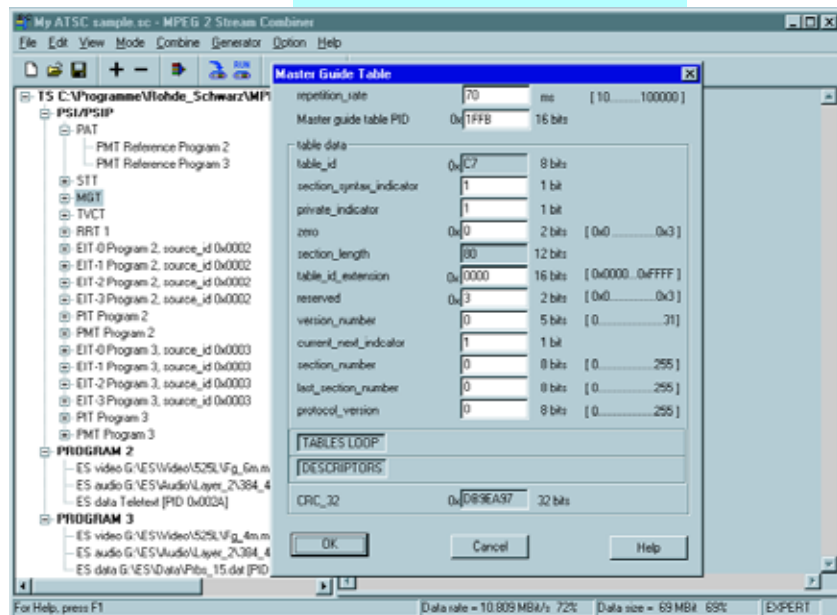 My ATSC sample.sc - MPEG 2 Stream Combiner
File Edit View Mode Combine Generator Option Help
TS C:\Programme\Rohde_Schwarz\MP
PSI/PSIP
PAT
PMT Reference Program 2
PMT Reference Program 3
STT
MGT
TVCT
RRT 1
EIT-0 Program 2, source_id 0x0002
EIT-1 Program 2, source_id 0x0002
EIT-2 Program 2, source_id 0x0002
EIT-3 Program 2, source_id 0x0002
PIT Program 2
PMT Program 2
EIT-0 Program 3, source_id 0x0003
EIT-1 Program 3, source_id 0x0003
EIT-2 Program 3, source_id 0x0003
EIT-3 Program 3, source_id 0x0003
PIT Program 3
PMT Program 3
PROGRAM 2
ES video G:\ES\Video\525L\Fg_6m.m
ES audio G:\ES\Audio\Layer_2\384_4
ES data Teletext [PID 0x002A]
PROGRAM 3
ES video G:\ES\Video\525L\Fg_4m.m
ES audio G:\ES\Audio\Layer_2\384_4
ES data G:\ES\Data\Prbs_15.dat [PID
Master Guide Table
repetition_rate 70 ms [ 10.........100000 ]
Master guide table PID 0x 1FFB 16 bits
table data
table_id 0x C7 8 bits
section_syntax_indicator 1 1 bit
private_indicator 1 1 bit
zero 0x 0 2 bits [ 0x0..............0x3 ]
section_length 80 12 bits
table_id_extension 0x 0000 16 bits [ 0x0000...0xFFFF ]
reserved 0x 3 2 bits [ 0x0..............0x3 ]
version_number 0 5 bits [ 0...................31 ]
current_next_indicator 1 1 bit
section_number 0 8 bits [ 0.................255 ]
last_section_number 0 8 bits [ 0.................255 ]
protocol_version 0 8 bits [ 0.................255 ]
TABLES LOOP
DESCRIPTORS
CRC_32 0x DB9EA97 32 bits
OK Cancel Help
For Help, press F1 Data rate = 10.809 MBit/s 72% Data size = 69 MBit 69% EXPERT